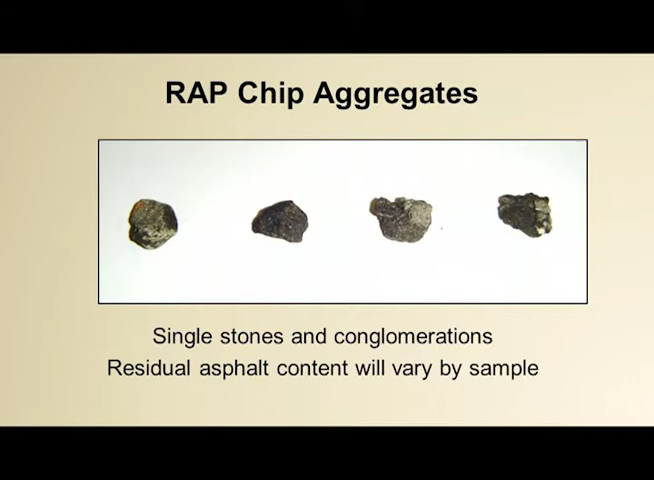 RAP Chip Aggregates
Single stones and conglomerations
Residual asphalt content will vary by sample